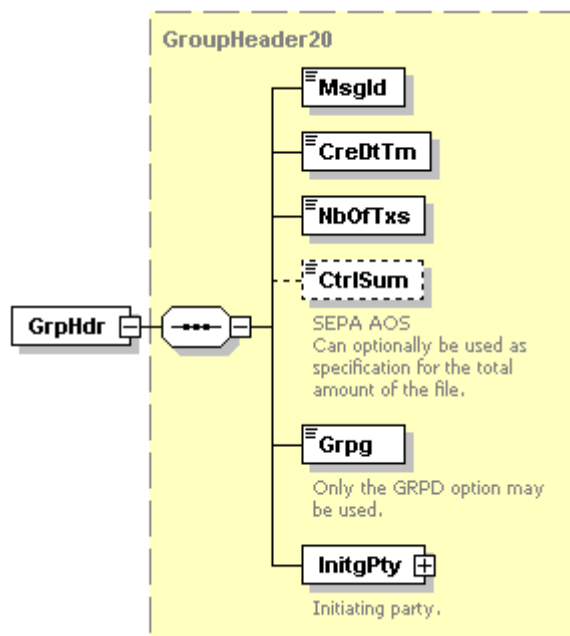 GroupHeader20
MsgId
CreDtTm
NbOfTxs
CtrlSum
SEPA AOS
Can optionally be used as
specification for the total
amount of the file.
GrpHdr
Grpg
Only the GRPD option may
be used.
InitgPty
Initiating party.